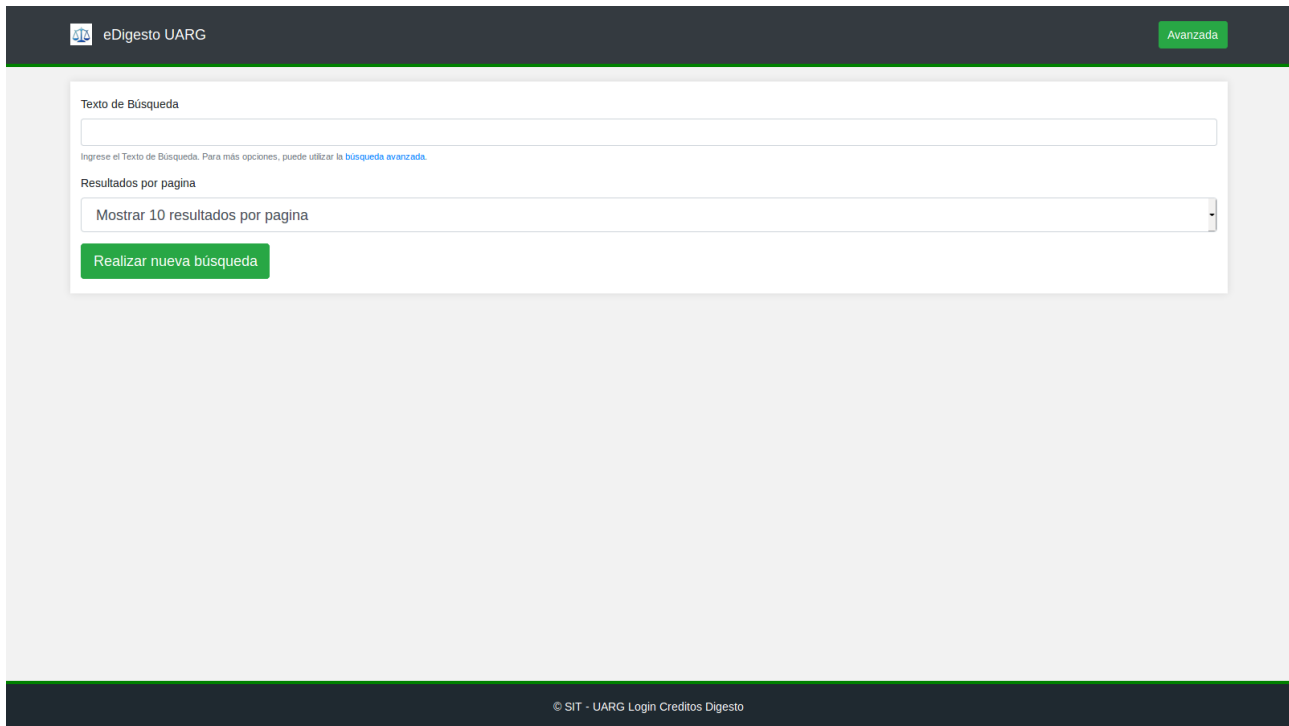 eDigesto UARG
Avanzada
Texto de Búsqueda
Ingrese el Texto de Búsqueda. Para más opciones, puede utilizar la búsqueda avanzada.
Resultados por pagina
Mostrar 10 resultados por pagina
Realizar nueva búsqueda
© SIT - UARG Login Creditos Digesto